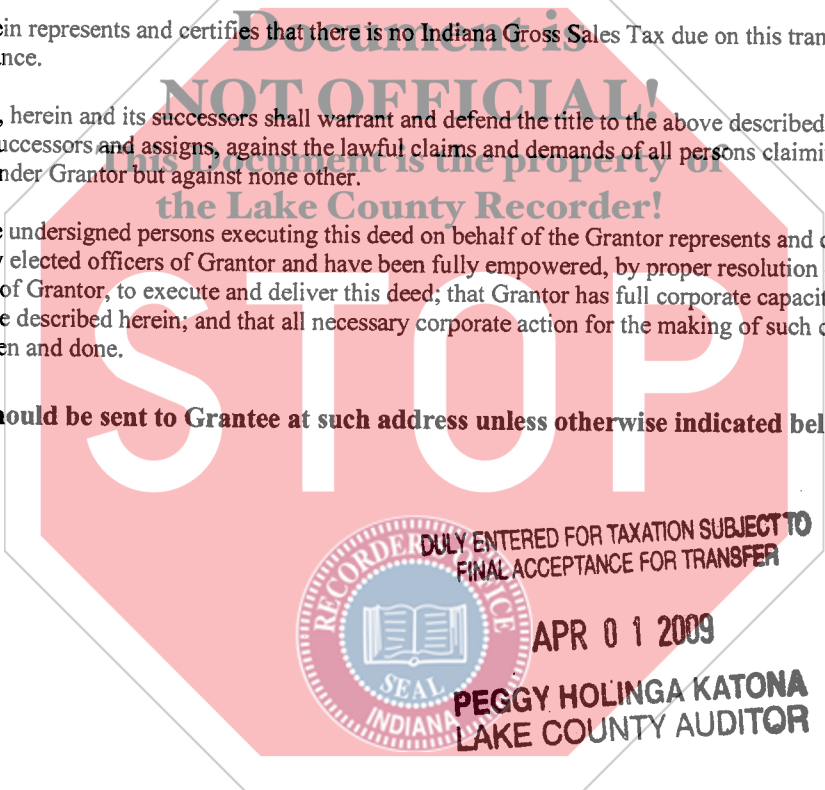 Document is
ein represents and certifies that there is no Indiana Gross Sales Tax due on this tran
nce.
NOT OFFICIAL!
, herein and its successors shall warrant and defend the title to the above described
uccessors and assigns, against the lawful claims and demands of all persons claimi
This Document is the property of
nder Grantor but against none other.
the Lake County Recorder!
e undersigned persons executing this deed on behalf of the Grantor represents and c
y elected officers of Grantor and have been fully empowered, by proper resolution
of Grantor, to execute and deliver this deed; that Grantor has full corporate capacit
e described herein; and that all necessary corporate action for the making of such c
en and done.
STOP
ould be sent to Grantee at such address unless otherwise indicated bel
DULY ENTERED FOR TAXATION SUBJECT TO
FINAL ACCEPTANCE FOR TRANSFER
APR 0 1 2009
PEGGY HOLINGA KATONA
LAKE COUNTY AUDITOR
RECORDER'S OFFICE
SEAL
INDIANA